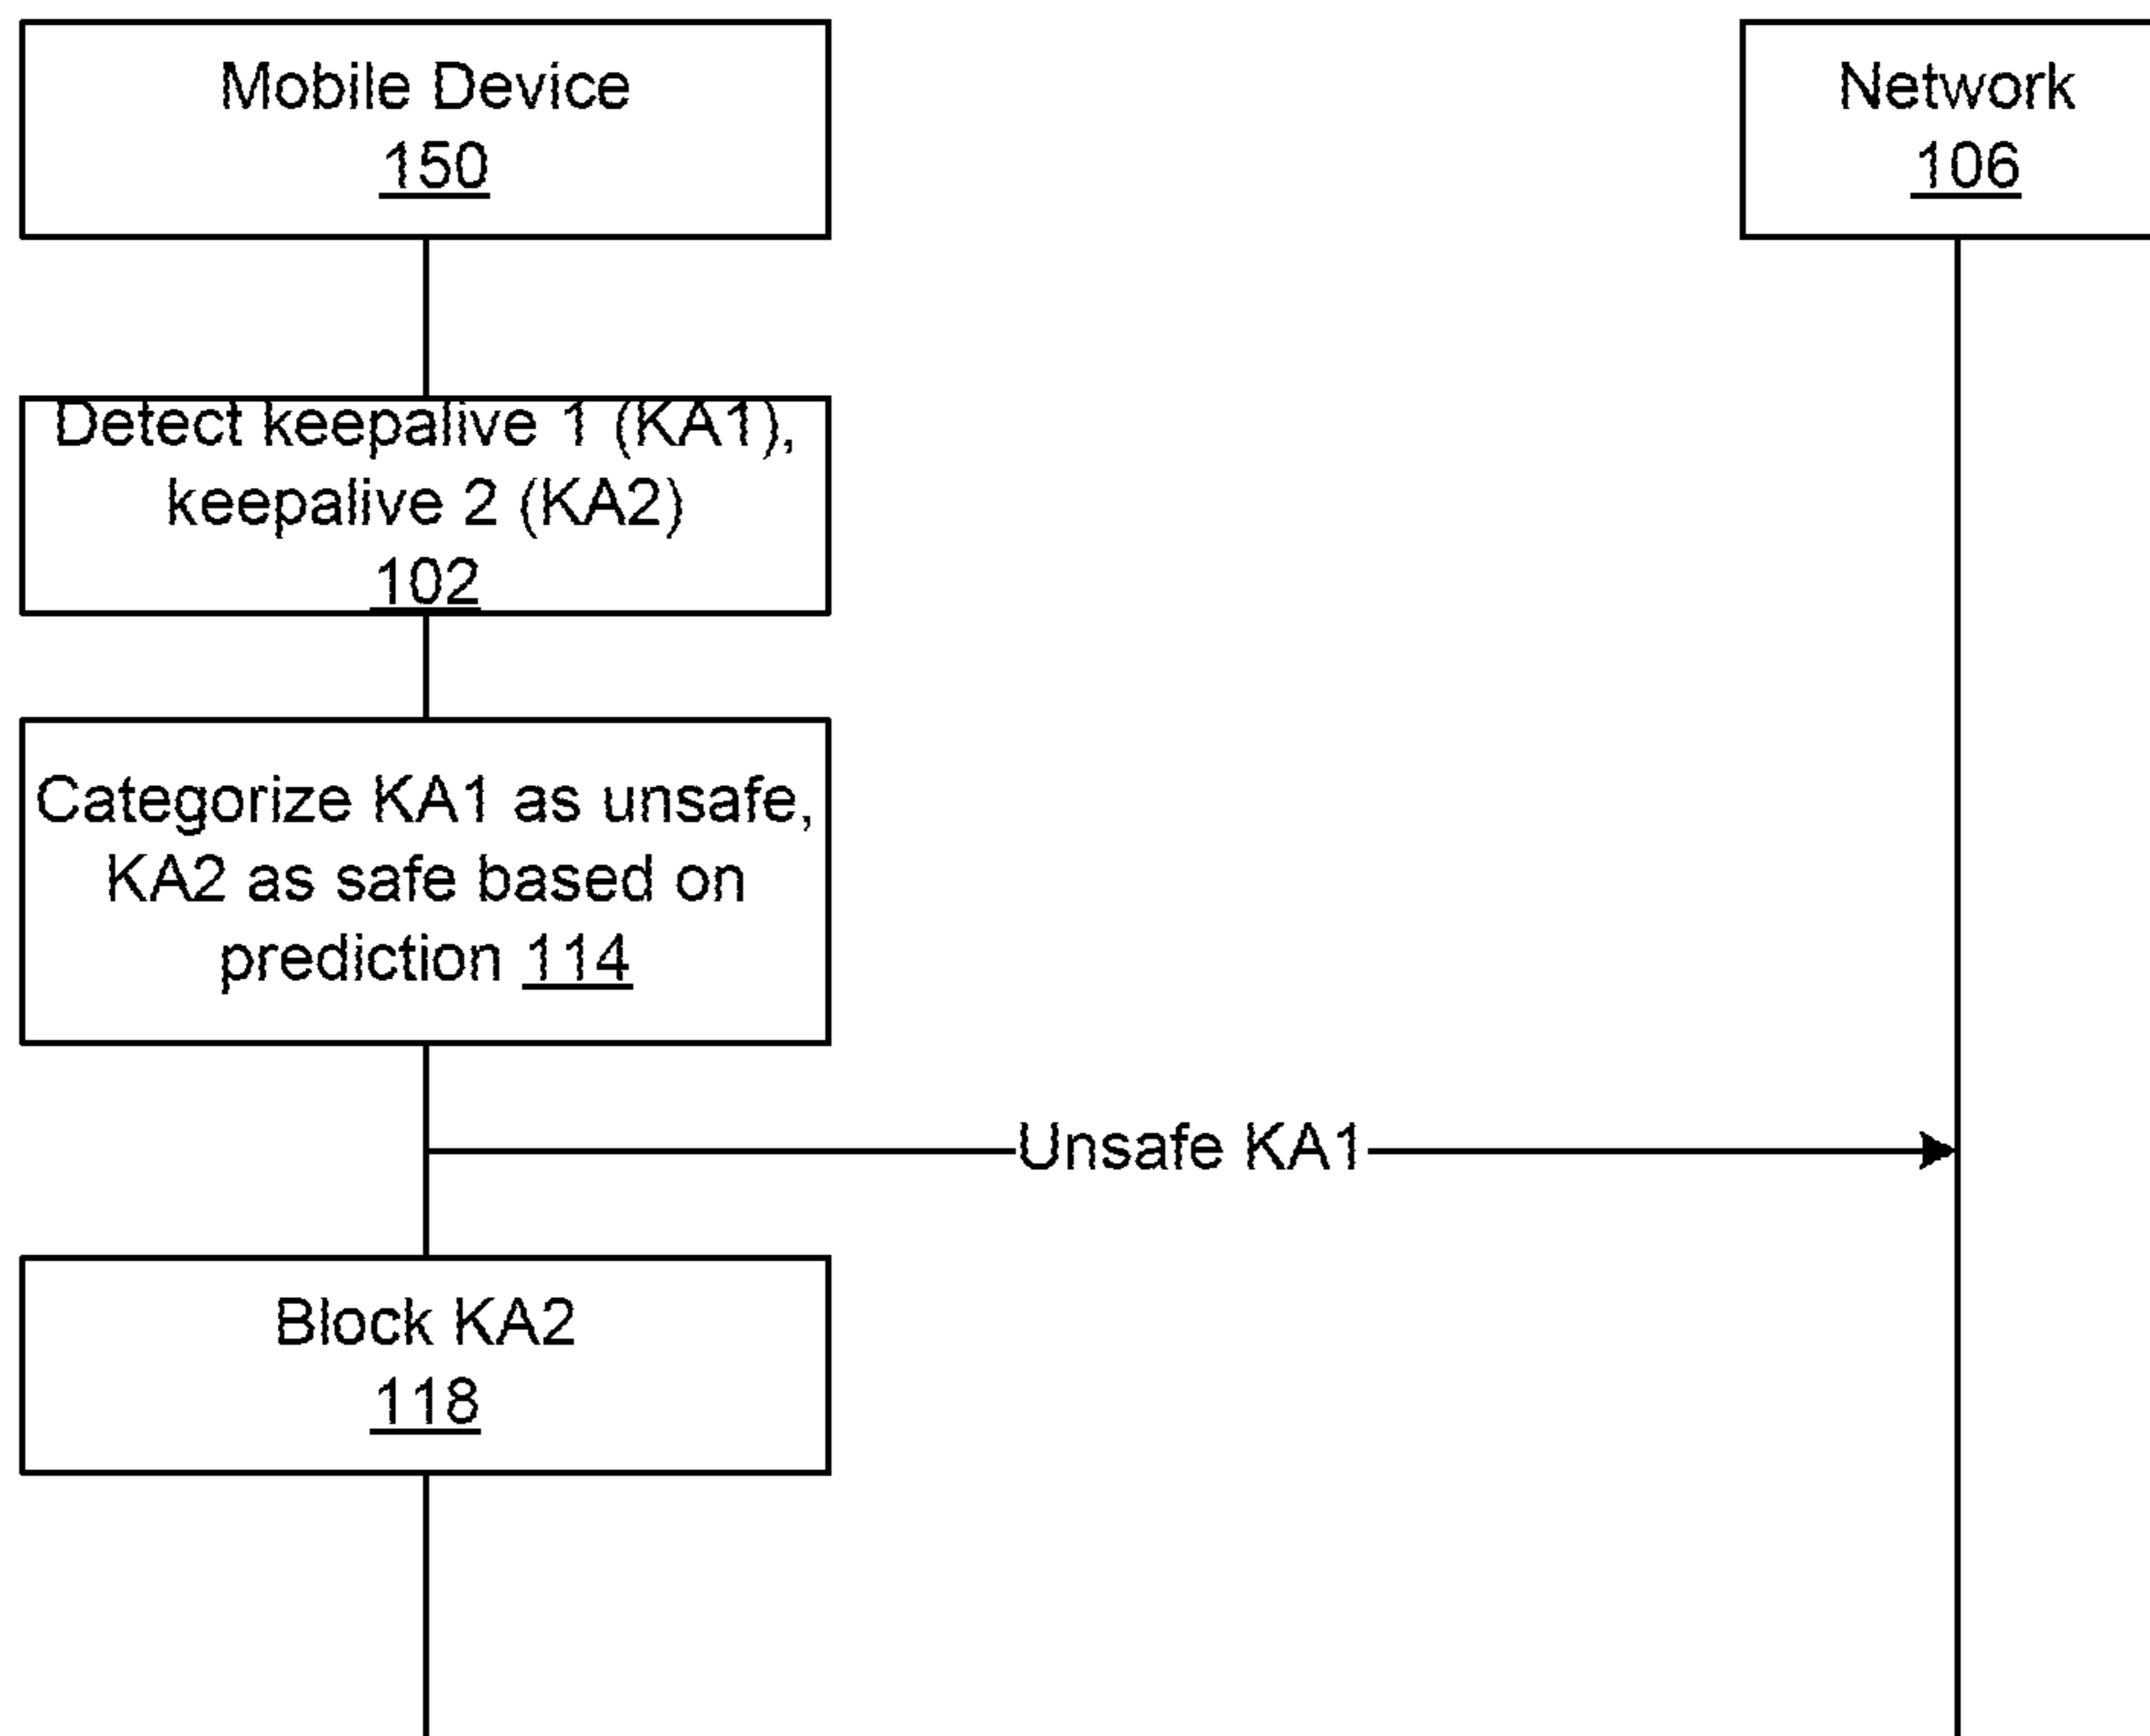 Mobile Device
150
Network
106
Detect keepalive 1 (KA1),
keepalive 2 (KA2)
102
Categorize KA1 as unsafe,
KA2 as safe based on
prediction 114
Unsafe KA1
Block KA2
118